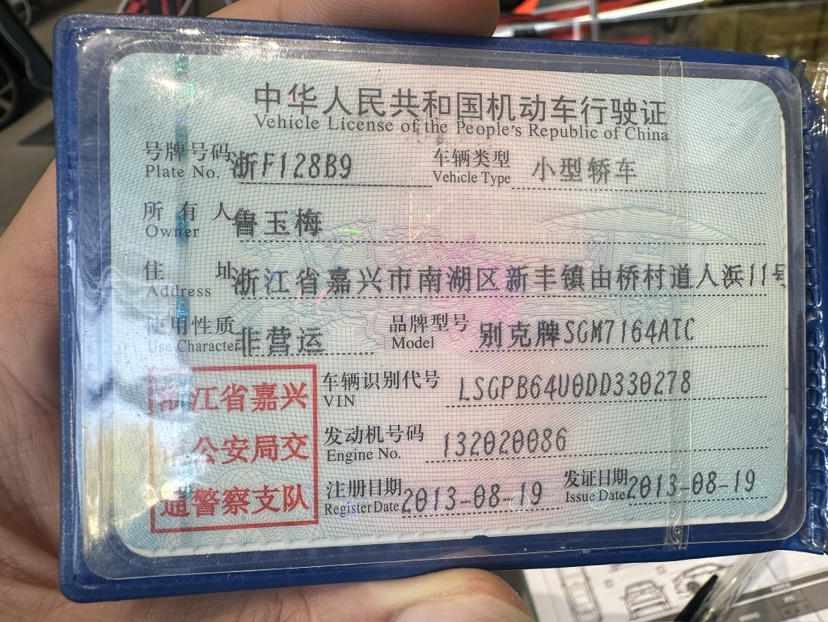 中华人民共和国机动车行驶证
Vehicle License of the People's Republic of China
号牌号码 浙F128B9 车辆类型 小型轿车
Plate No. Vehicle Type
所有人 鲁玉梅
Owner
住址 浙江省嘉兴市南湖区新丰镇由桥村道人浜11号
Address
使用性质 非营运 品牌型号 别克牌SGM7164ATC
Use Character Model
浙江省嘉兴 车辆识别代号 LSGPB64U0DD330278
VIN
公安局交 发动机号码 132020086
Engine No.
通警察支队 注册日期 2013-08-19 发证日期 2013-08-19
Register Date Issue Date